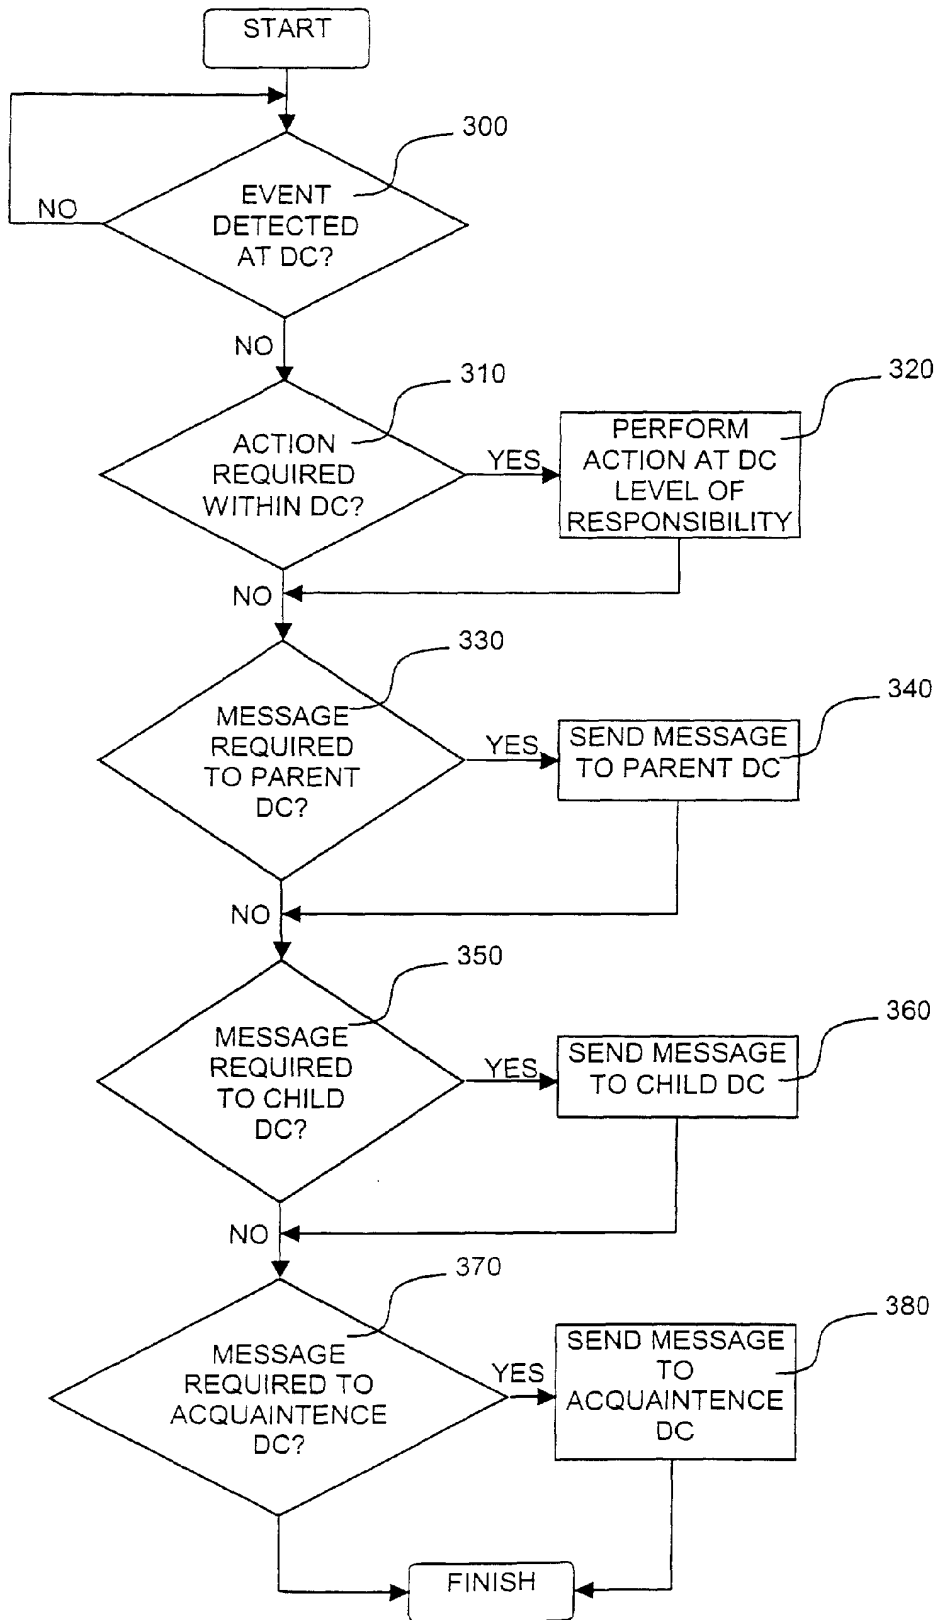 START
300
EVENT
DETECTED
AT DC?
NO
NO
310
ACTION
REQUIRED
WITHIN DC?
YES
320
PERFORM
ACTION AT DC
LEVEL OF
RESPONSIBILITY
NO
330
MESSAGE
REQUIRED
TO PARENT
DC?
YES
340
SEND MESSAGE
TO PARENT DC
NO
350
MESSAGE
REQUIRED
TO CHILD
DC?
YES
360
SEND MESSAGE
TO CHILD DC
NO
370
MESSAGE
REQUIRED TO
ACQUAINTENCE
DC?
YES
380
SEND MESSAGE
TO
ACQUAINTENCE
DC
FINISH